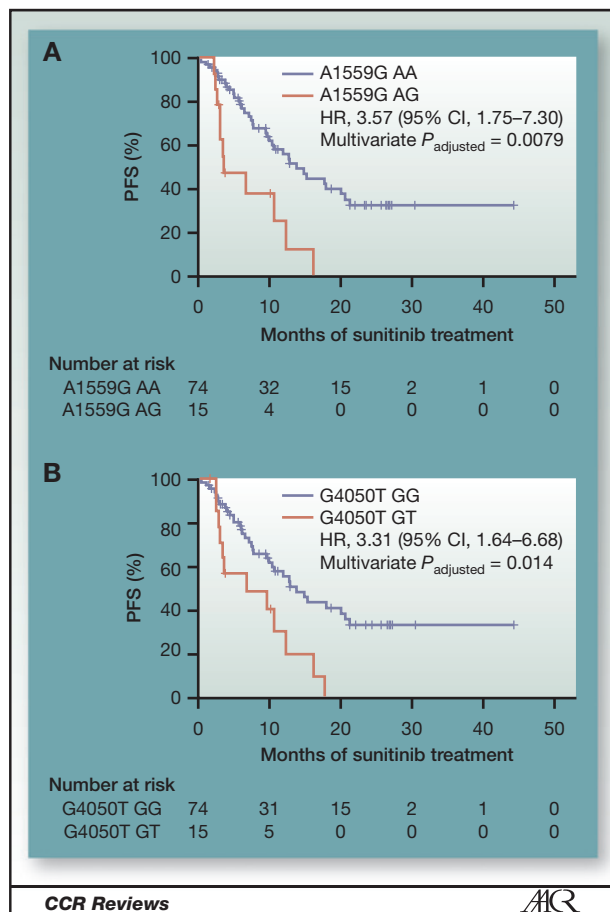 A
100
80
60
40
20
0
PFS (%)
A1559G AA
A1559G AG
HR, 3.57 (95% CI, 1.75–7.30)
Multivariate Padjusted = 0.0079
0 10 20 30 40 50
Months of sunitinib treatment
Number at risk
A1559G AA 74 32 15 2 1 0
A1559G AG 15 4 0 0 0 0
B
100
80
60
40
20
0
PFS (%)
G4050T GG
G4050T GT
HR, 3.31 (95% CI, 1.64–6.68)
Multivariate Padjusted = 0.014
0 10 20 30 40 50
Months of sunitinib treatment
Number at risk
G4050T GG 74 31 15 2 1 0
G4050T GT 15 5 0 0 0 0
CCR Reviews
AACR